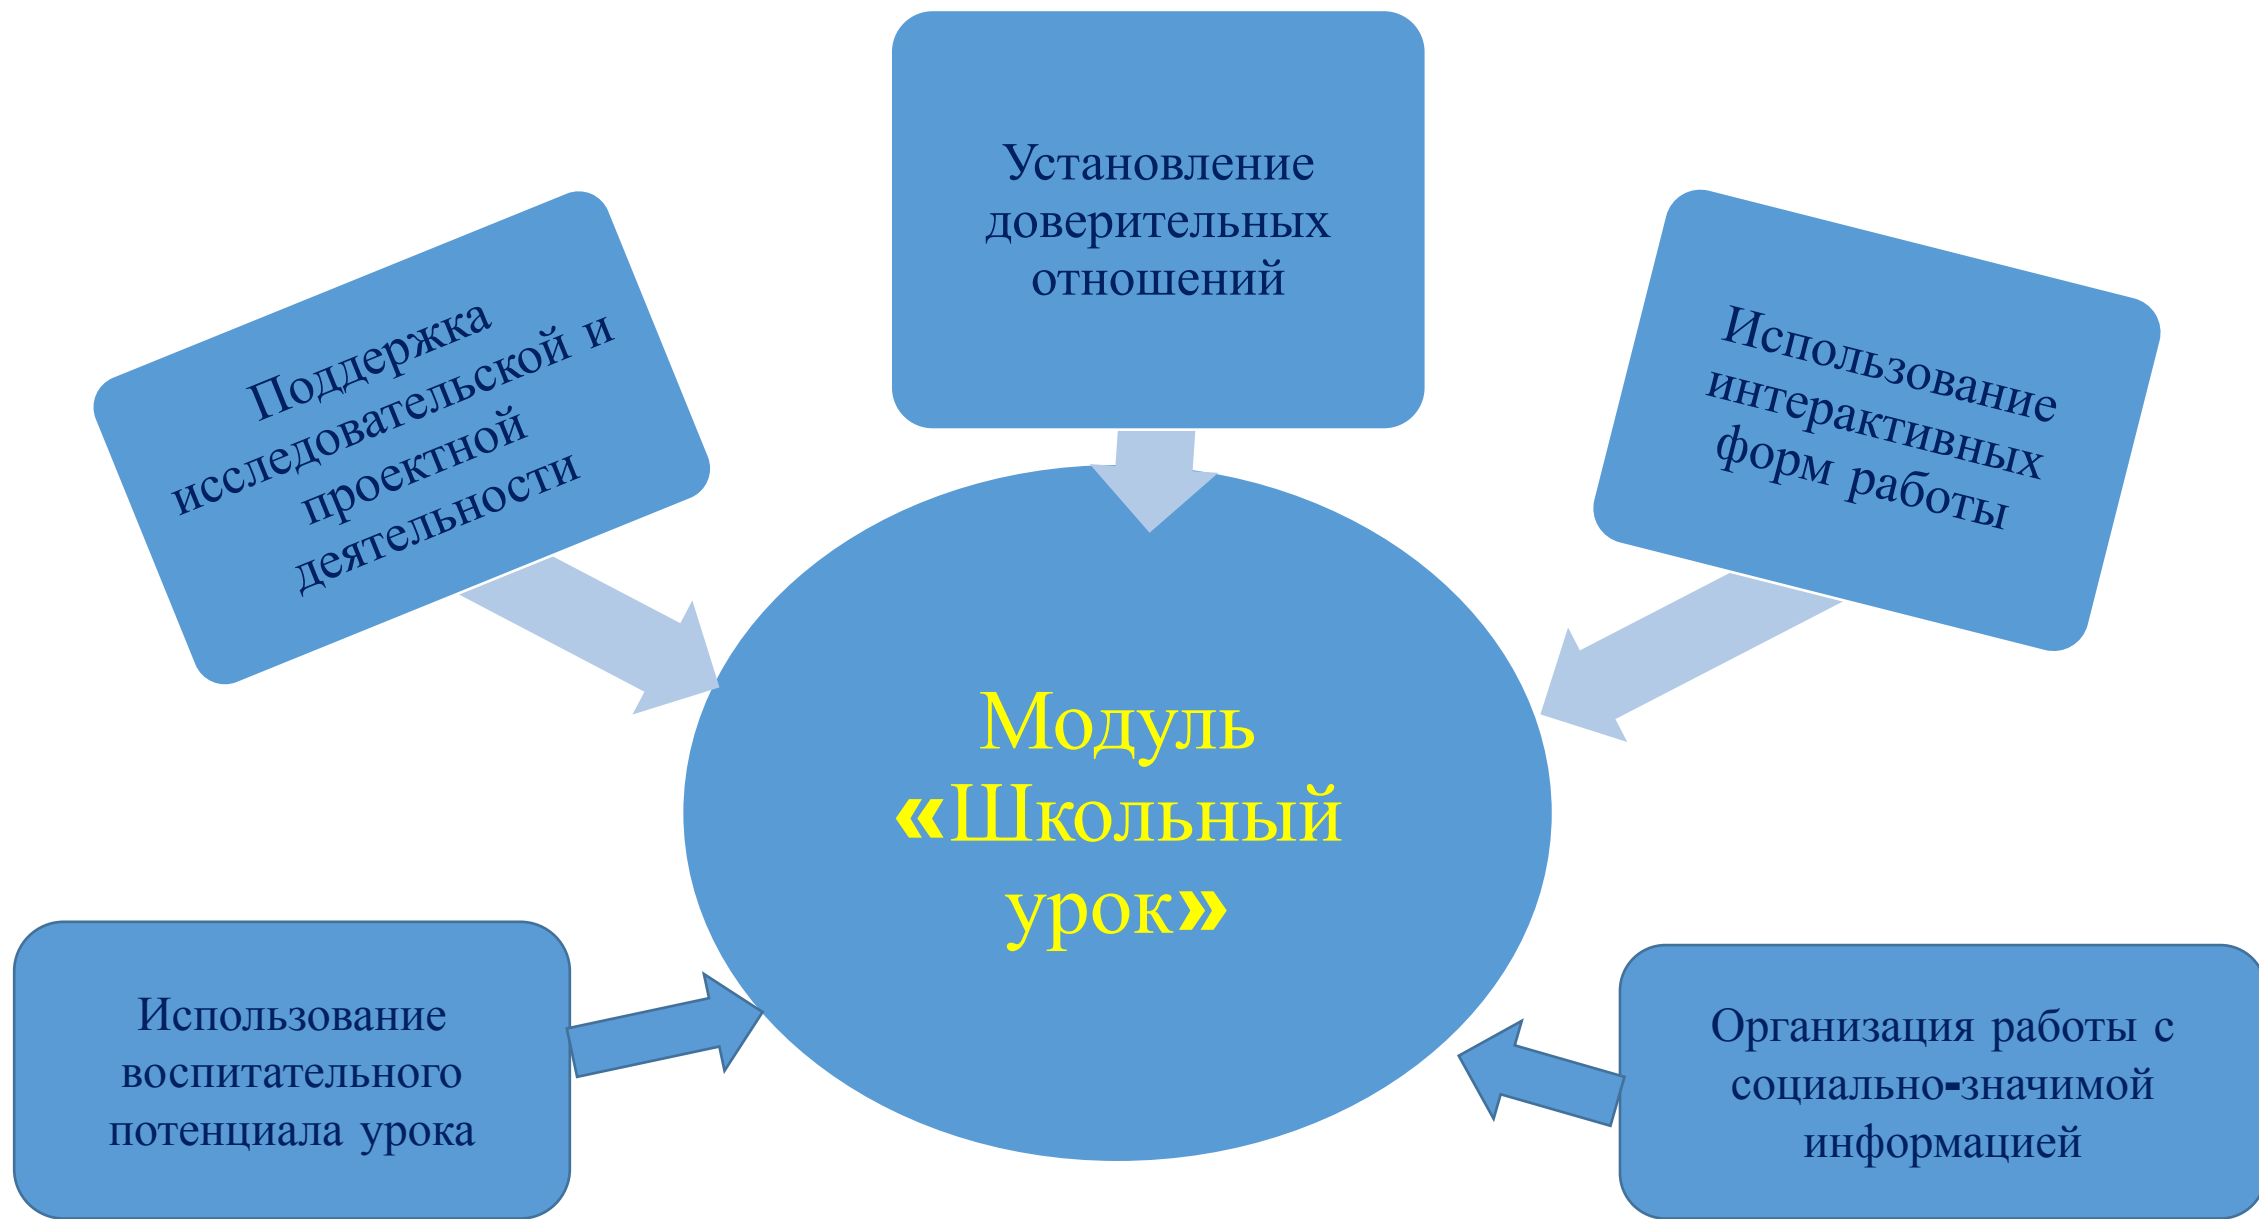 Установление
доверительных
отношений
Поддержка
исследовательской и
проектной
деятельности
Использование
интерактивных
форм работы
Модуль
«Школьный
урок»
Использование
воспитательного
потенциала урока
Организация работы с
социально-значимой
информацией